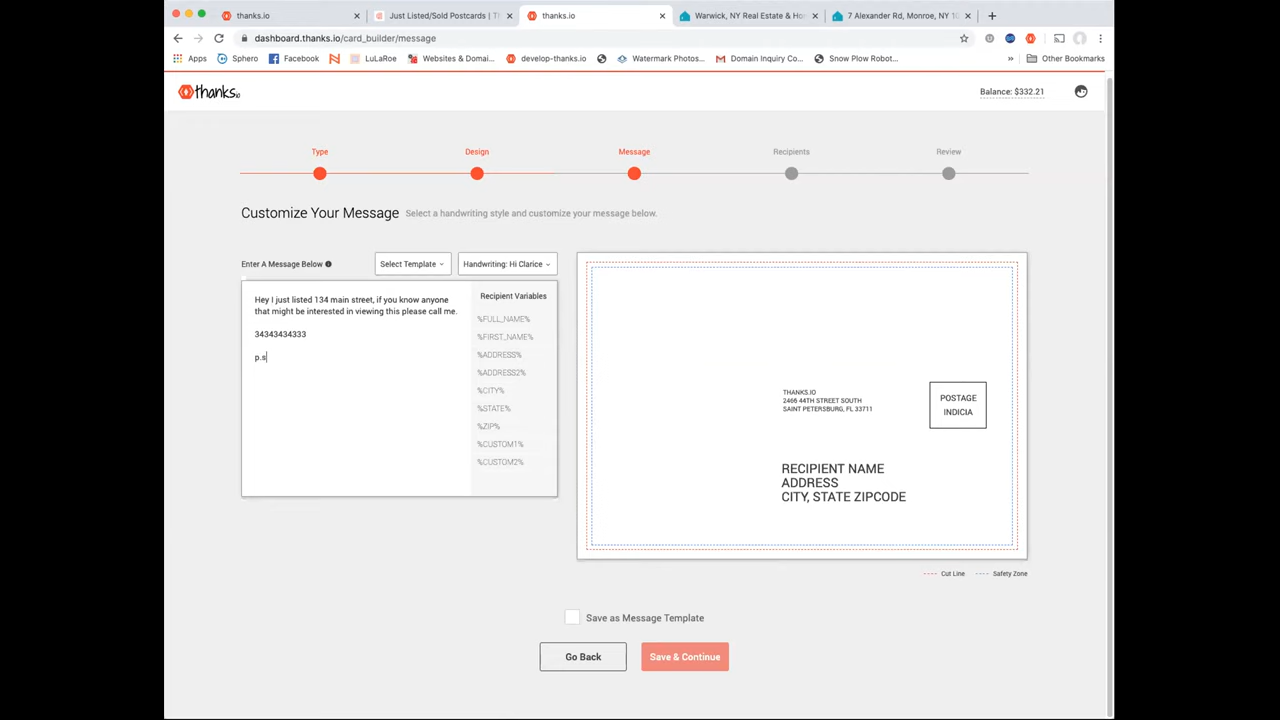 thanks.io
Just Listed/Sold Postcards | Th
thanks.io
Warwick, NY Real Estate & Ho
7 Alexander Rd, Monroe, NY 10
dashboard.thanks.io/card_builder/message
Apps
Sphero
Facebook
LuLaRoe
Websites & Domai...
develop-thanks.io
Watermark Photos...
Domain Inquiry Co...
Snow Plow Robot...
»
Other Bookmarks
thanks.io
Balance: $332.21
Type
Design
Message
Recipients
Review
Customize Your Message
Select a handwriting style and customize your message below.
Enter A Message Below
Select Template
Handwriting: Hi Clarice
Hey I just listed 134 main street, if you know anyone
that might be interested in viewing this please call me.
34343434333
p.s
Recipient Variables
%FULL_NAME%
%FIRST_NAME%
%ADDRESS%
%ADDRESS2%
%CITY%
%STATE%
%ZIP%
%CUSTOM1%
%CUSTOM2%
THANKS.IO
2466 44TH STREET SOUTH
SAINT PETERSBURG, FL 33711
POSTAGE
INDICIA
RECIPIENT NAME
ADDRESS
CITY, STATE ZIPCODE
Cut Line
Safety Zone
Save as Message Template
Go Back
Save & Continue